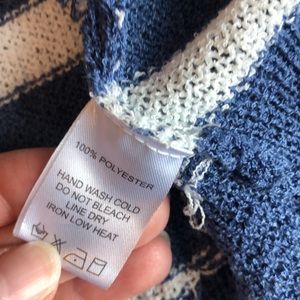 100% POLYESTER
HAND WASH COLD
DO NOT BLEACH
LINE DRY
IRON LOW HEAT